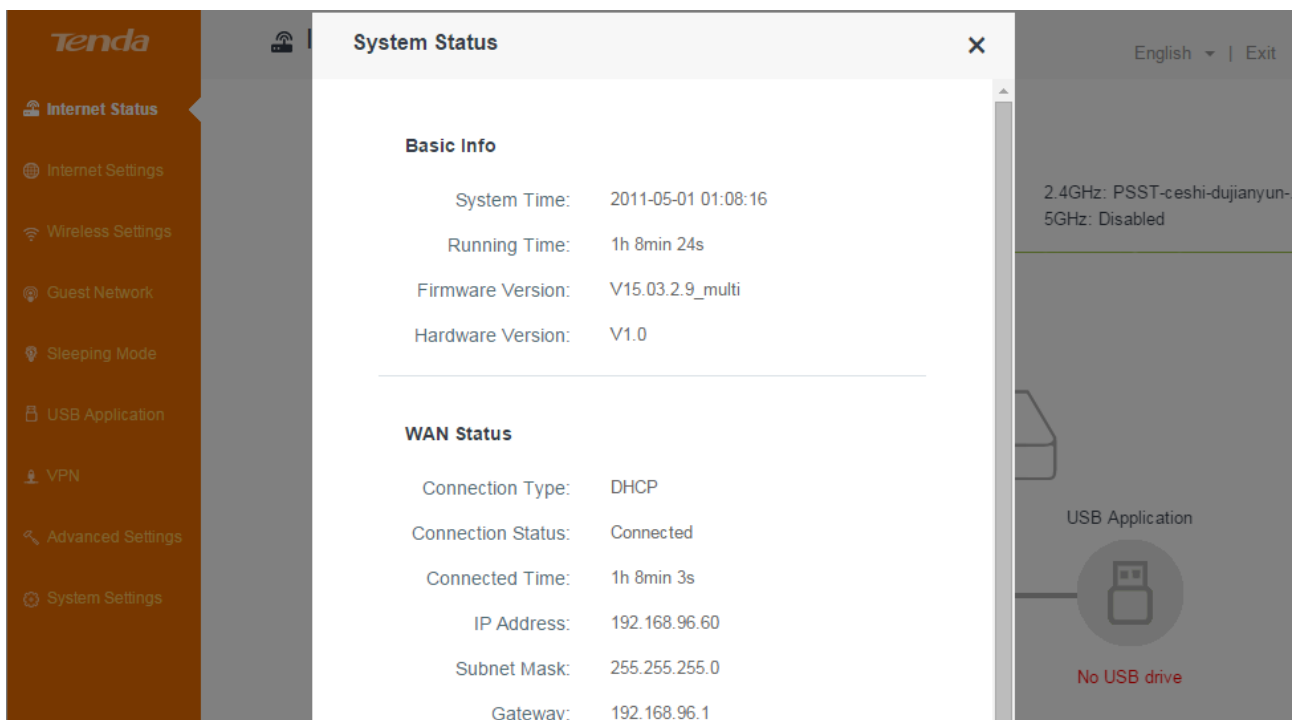 Tenda
System Status
English | Exit
Internet Status
Internet Settings
Wireless Settings
Guest Network
Sleeping Mode
USB Application
VPN
Advanced Settings
System Settings
Basic Info
System Time: 2011-05-01 01:08:16
Running Time: 1h 8min 24s
Firmware Version: V15.03.2.9_multi
Hardware Version: V1.0
WAN Status
Connection Type: DHCP
Connection Status: Connected
Connected Time: 1h 8min 3s
IP Address: 192.168.96.60
Subnet Mask: 255.255.255.0
Gateway: 192.168.96.1
2.4GHz: PSST-ceshi-dujianyun-
5GHz: Disabled
USB Application
No USB drive